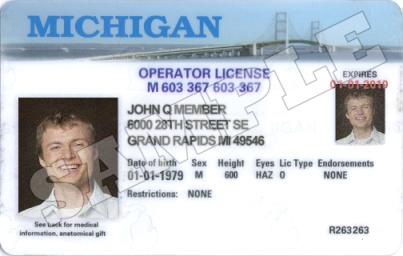 MICHIGAN
OPERATOR LICENSE
M 603 367 603 367
EXPIRES
01-01-2010
JOHN Q MEMBER
6000 28TH STREET SE
GRAND RAPIDS MI 49546
Date of birth Sex Height Eyes Lic Type Endorsements
01-01-1979 M 600 HAZ O NONE
Restrictions: NONE
See back for medical
information, anatomical gift
R263263
SAMPLE